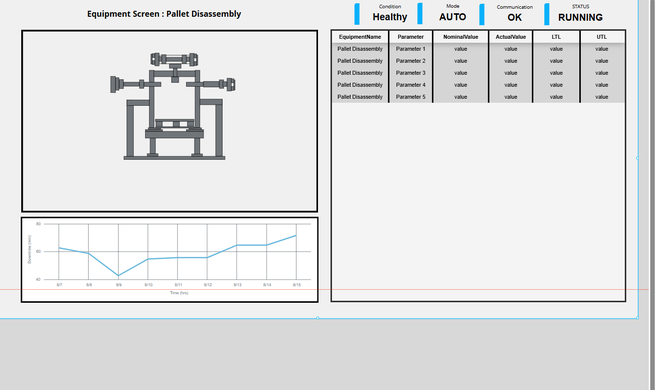 Equipment Screen : Pallet Disassembly
Condition
Healthy
Mode
AUTO
Communication
OK
STATUS
RUNNING
EquipmentName Parameter NominalValue ActualValue LTL UTL
Pallet Disassembly Parameter 1 value value value value
Pallet Disassembly Parameter 2 value value value value
Pallet Disassembly Parameter 3 value value value value
Pallet Disassembly Parameter 4 value value value value
Pallet Disassembly Parameter 5 value value value value
80
60
40
8/7 8/8 8/9 8/10 8/11 8/12 8/13 8/14 8/15
Time (hrs)